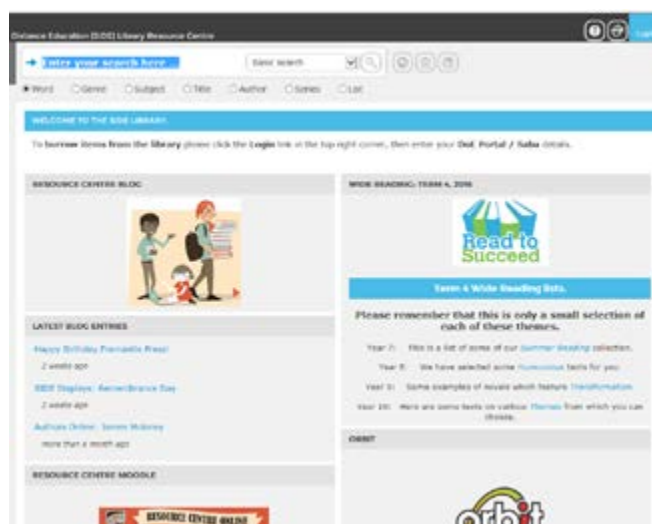 Distance Education (SIDE) Library Resource Centre
Enter your search here ...
Basic search
Word Genre Subject Title Author Series List
WELCOME TO THE SIDE LIBRARY
To borrow items from the library please click the Login link at the top right corner, then enter your DoE Portal / Saba details.
RESOURCE CENTRE BLOG
LATEST BLOG ENTRIES
Happy Birthday Fremantle Press!
2 weeks ago
SIDE Displays: Remembrance Day
2 weeks ago
Authors Online: James Moloney
more than a month ago
RESOURCE CENTRE MOODLE
RESOURCE CENTRE ONLINE
WIDE READING: TERM 4, 2016
Read to
Succeed
Term 4 Wide Reading lists.
Please remember that this is only a small selection of
each of these themes.
Year 7: This is a list of some of our Summer Reading collection.
We have selected some Humourous texts for you.
Some examples of novels which feature Transformation.
Year 10: Here are some texts on various Themes from which you can
choose.
ORBIT
orbit